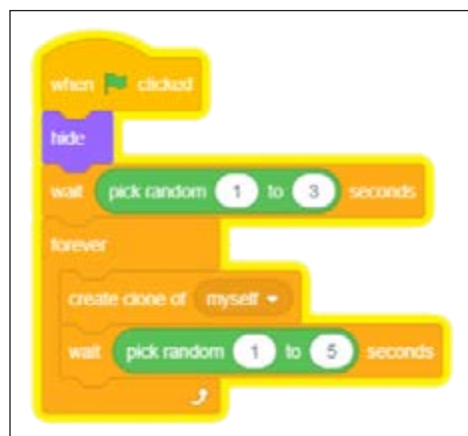 when clicked
hide
wait pick random 1 to 3 seconds
forever
create clone of myself
wait pick random 1 to 5 seconds